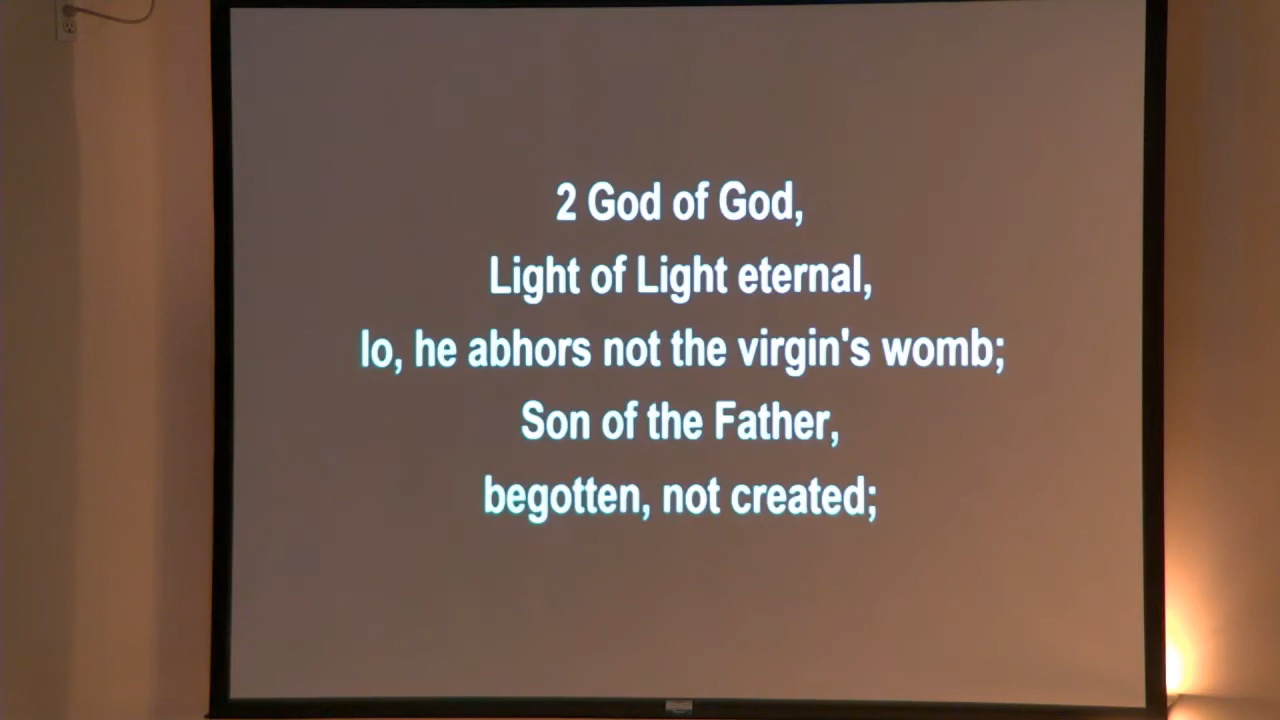 2 God of God,
Light of Light eternal,
lo, he abhors not the virgin's womb;
Son of the Father,
begotten, not created;